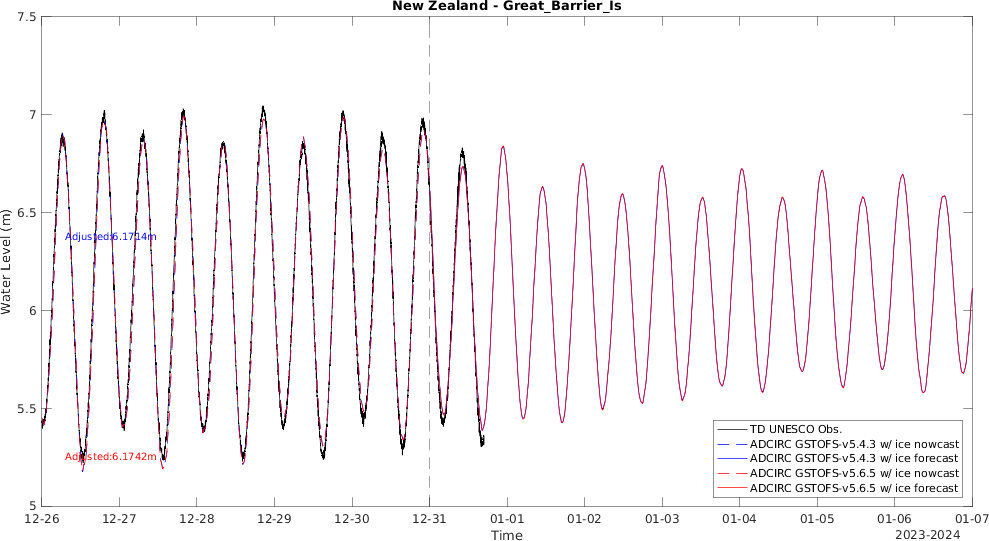 New Zealand - Great_Barrier_Is
7.5
7
6.5
6
5.5
5
Water Level (m)
Adjusted:6.1714m
Adjusted:6.1742m
TD UNESCO Obs.
ADCIRC GSTOFS-v5.4.3 w/ ice nowcast
ADCIRC GSTOFS-v5.4.3 w/ ice forecast
ADCIRC GSTOFS-v5.6.5 w/ ice nowcast
ADCIRC GSTOFS-v5.6.5 w/ ice forecast
12-26 12-27 12-28 12-29 12-30 12-31 01-01 01-02 01-03 01-04 01-05 01-06 01-07
Time
2023-2024